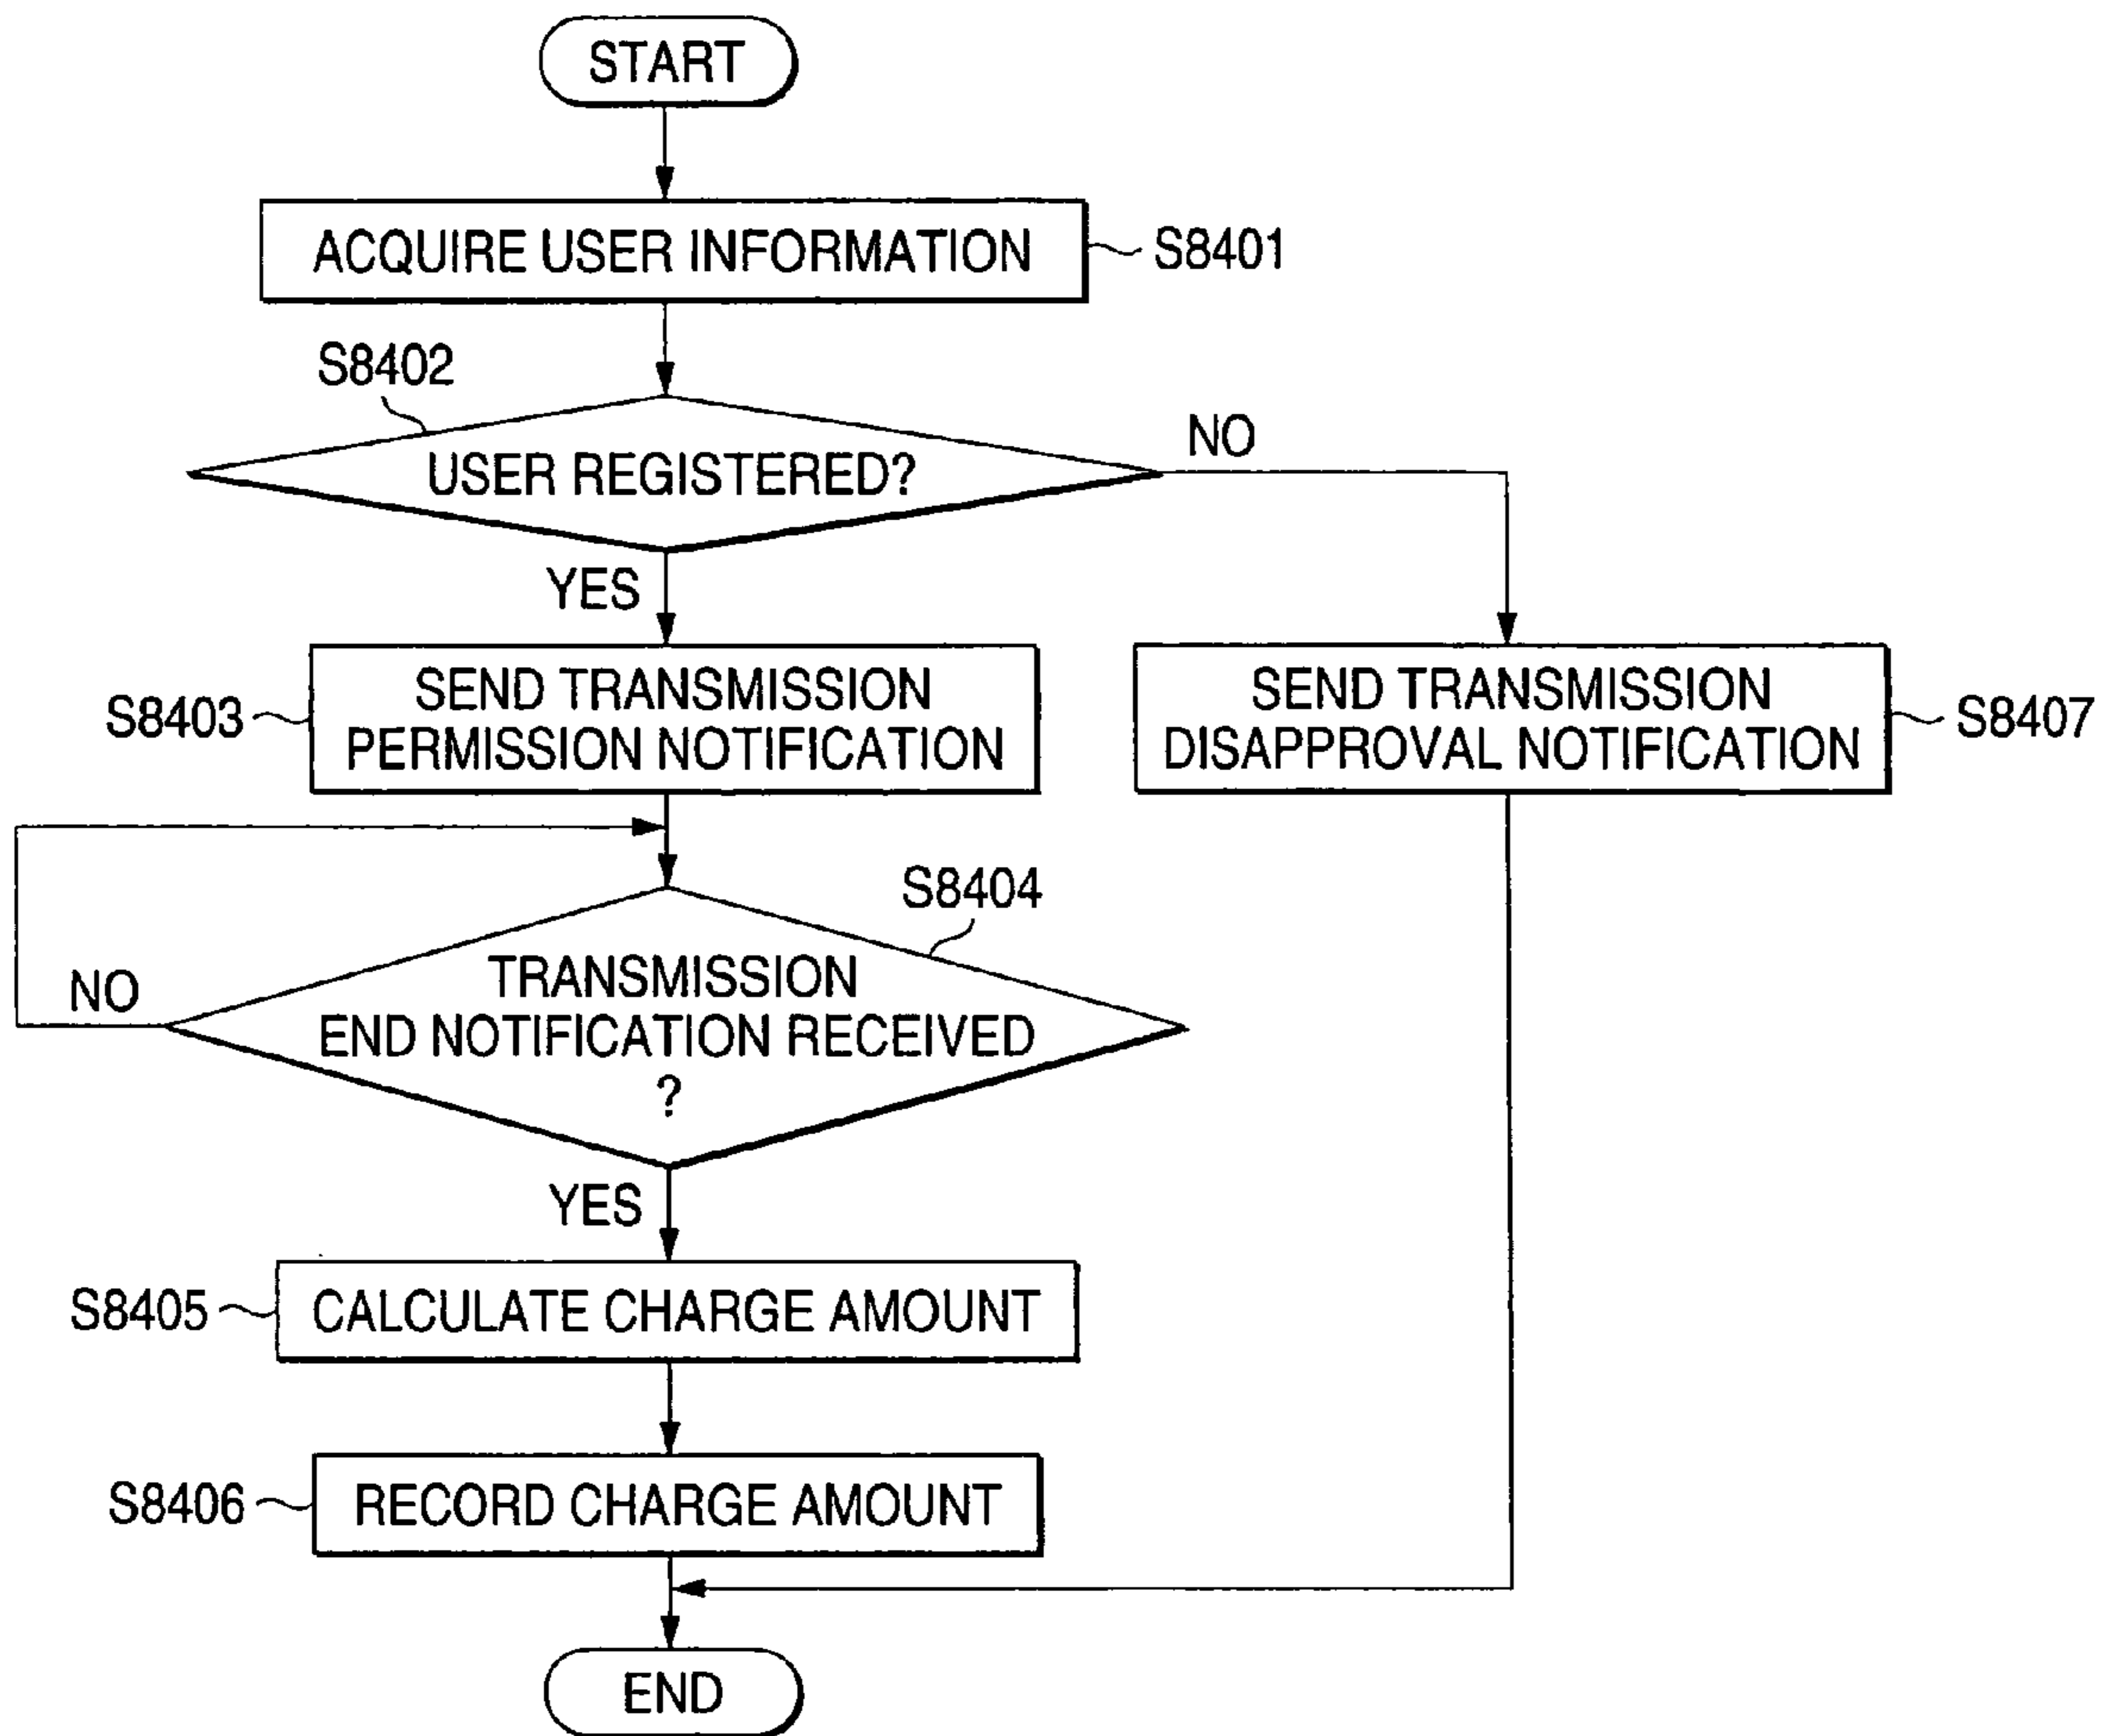 START
ACQUIRE USER INFORMATION
S8401
S8402
USER REGISTERED?
NO
YES
S8403
SEND TRANSMISSION
PERMISSION NOTIFICATION
SEND TRANSMISSION
DISAPPROVAL NOTIFICATION
S8407
S8404
NO
TRANSMISSION
END NOTIFICATION RECEIVED
?
YES
S8405
CALCULATE CHARGE AMOUNT
S8406
RECORD CHARGE AMOUNT
END